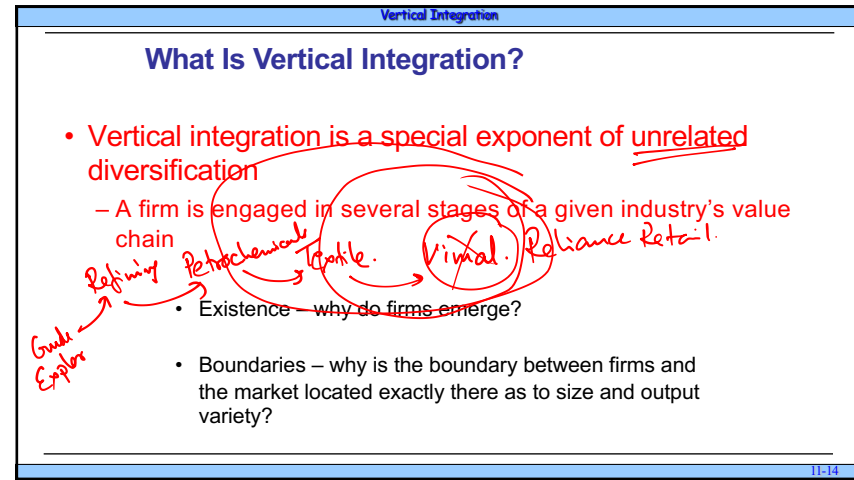 Vertical Integration
What Is Vertical Integration?
• Vertical integration is a special exponent of unrelated
diversification
– A firm is engaged in several stages of a given industry's value
chain
Refining Petrochemicals Textile. Vimal. Reliance Retail.
• Existence – why do firms emerge?
Crude
Explor
• Boundaries – why is the boundary between firms and
the market located exactly there as to size and output
variety?
11-14